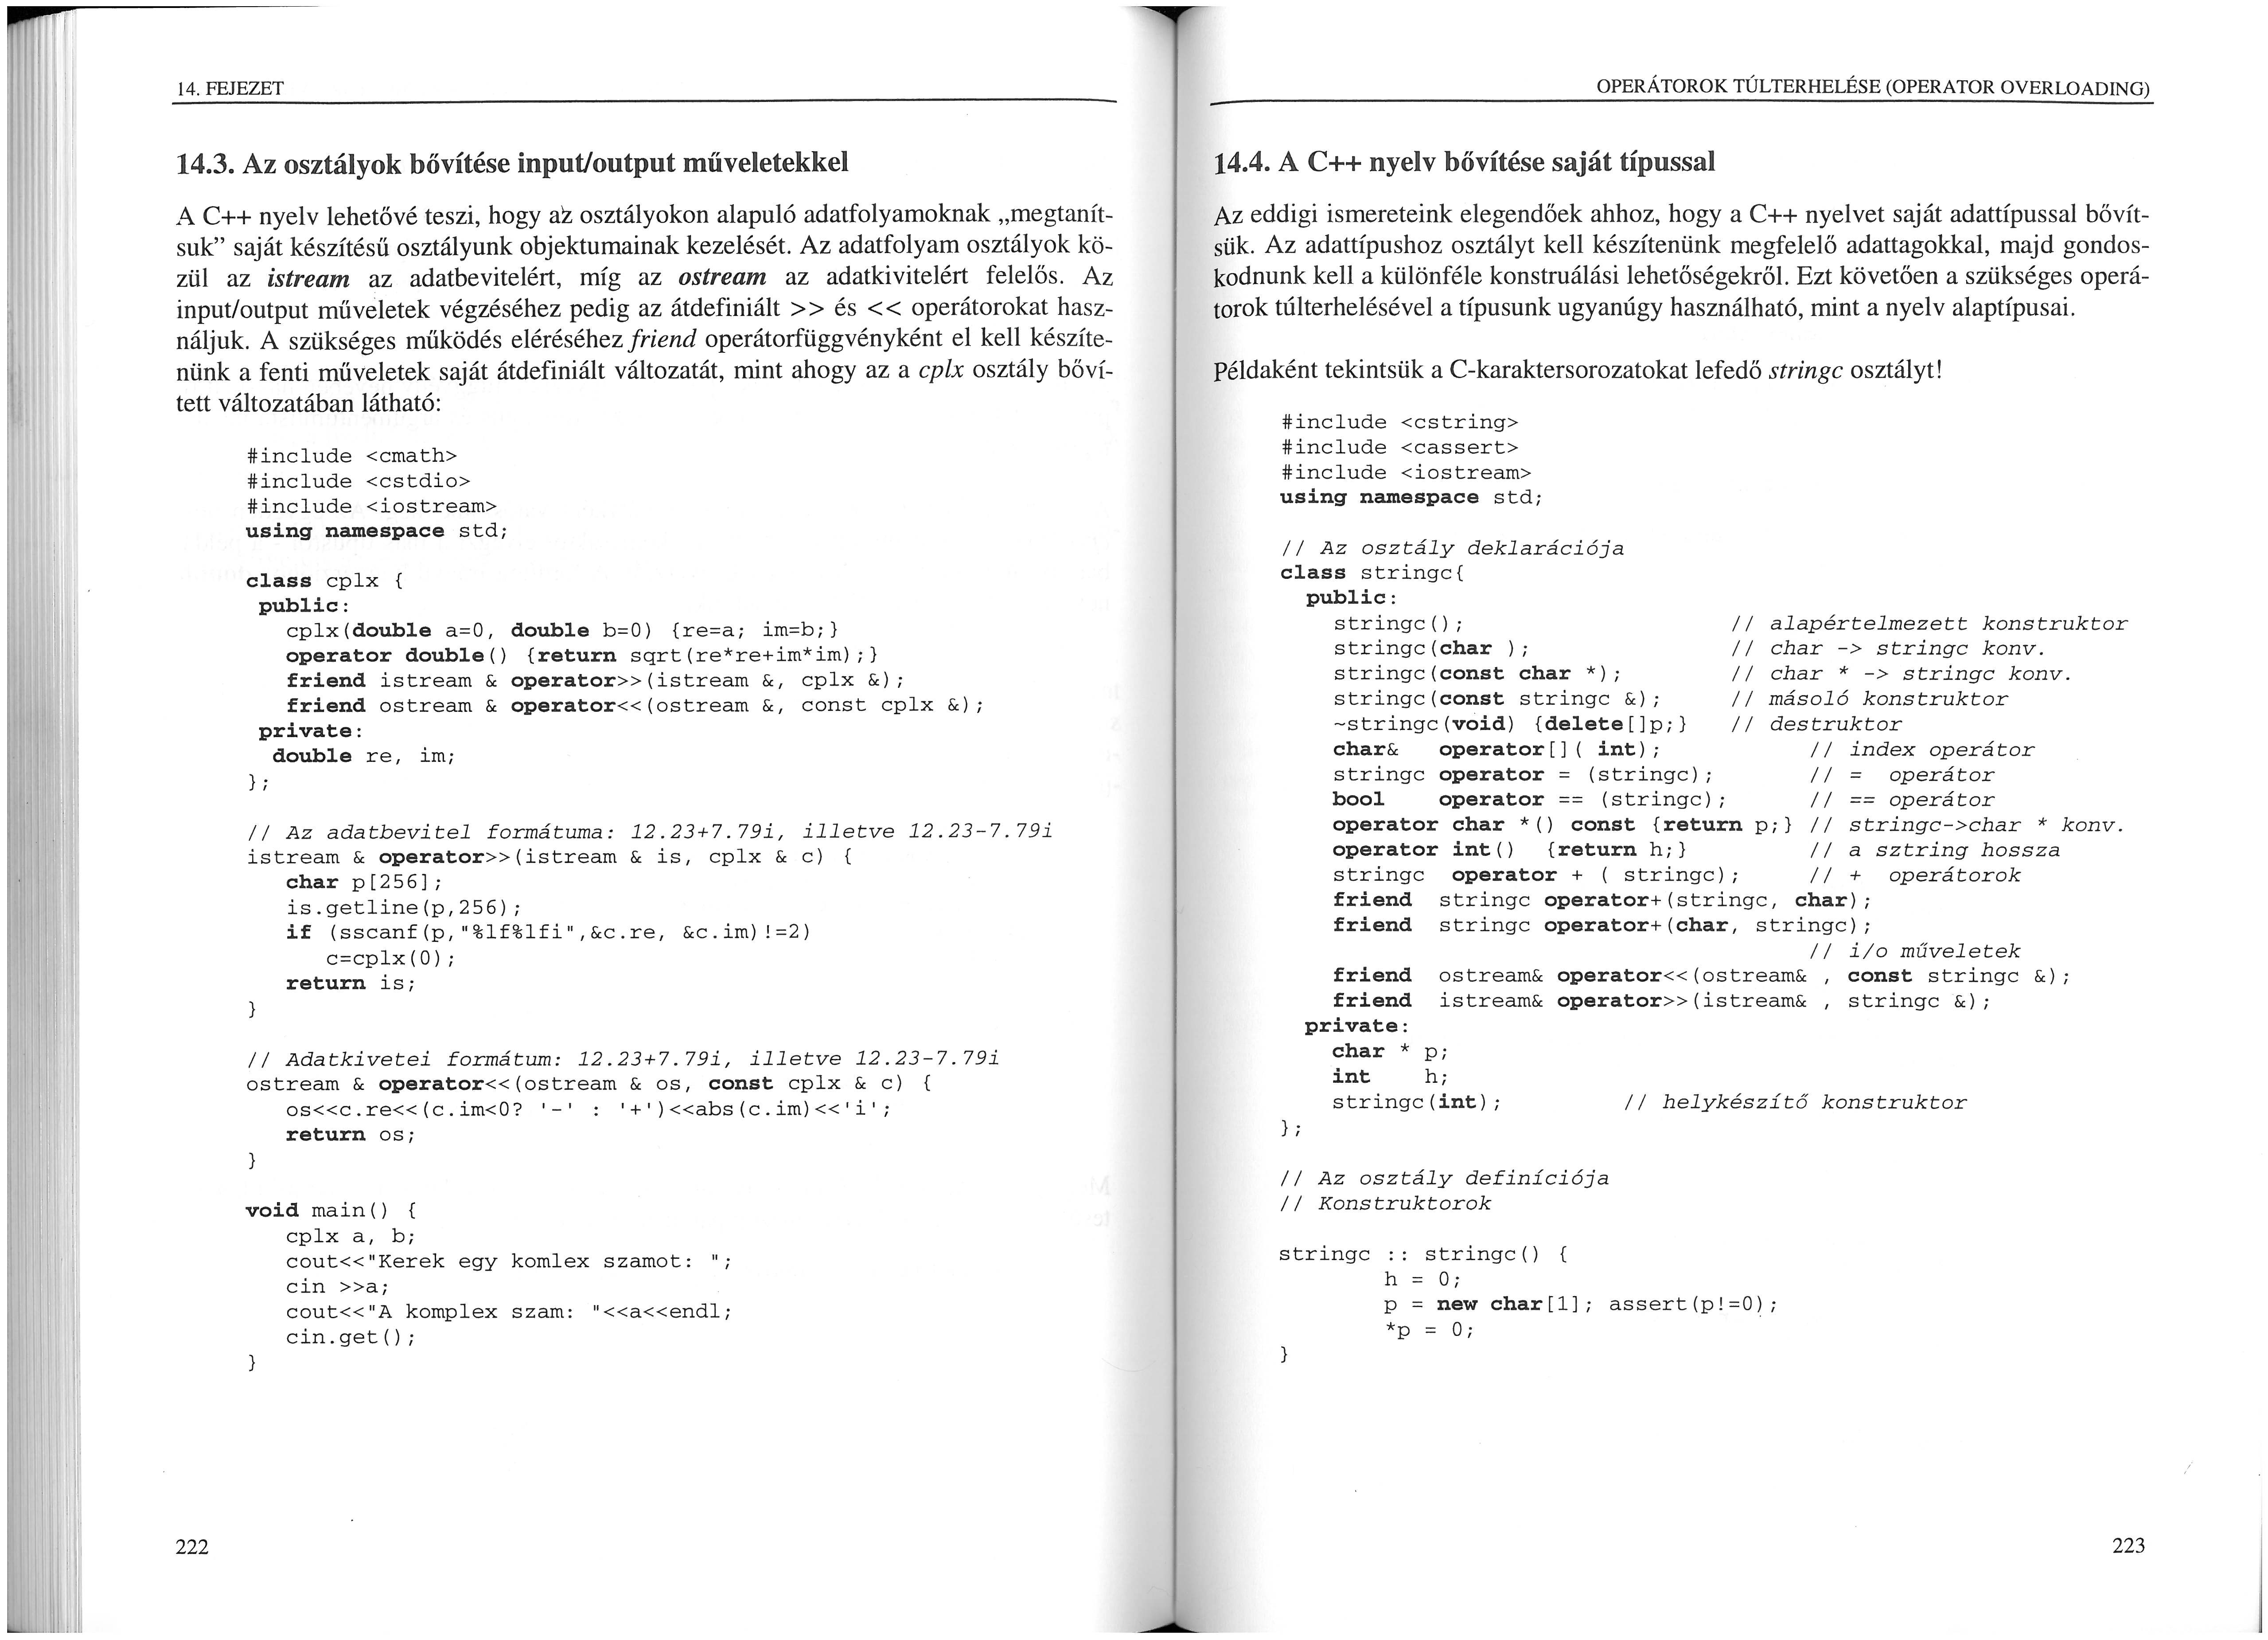 14. FEJEZET
14.3. Az osztályok bővítése input/output műveletekkel
A C++ nyelv lehetővé teszi, hogy az osztályokon alapuló adatfolyamoknak „megtanít-
suk” saját készítésű osztályunk objektumainak kezelését. Az adatfolyam osztályok kö-
zül az istream az adatbevitelért, míg az ostream az adatkivitelért felelős. Az
input/output műveletek végzéséhez pedig az átdefiniált >> és << operátorokat hasz-
náljuk. A szükséges működés eléréséhez friend operátorfüggvényként el kell készíte-
nünk a fenti műveletek saját átdefiniált változatát, mint ahogy az a cplx osztály bőví-
tett változatában látható:
#include <cmath>
#include <cstdio>
#include <iostream>
using namespace std;
class cplx {
public:
cplx(double a=0, double b=0) {re=a; im=b;}
operator double() {return sqrt(re*re+im*im);}
friend istream & operator>>(istream &, cplx &);
friend ostream & operator<<(ostream &, const cplx &);
private:
double re, im;
};
// Az adatbevitel formátuma: 12.23+7.79i, illetve 12.23-7.79i
istream & operator>>(istream & is, cplx & c) {
char p[256];
is.getline(p,256);
if (sscanf(p,"%lf%lfi",&c.re, &c.im)!=2)
c=cplx(0);
return is;
}
// Adatkivetei formátum: 12.23+7.79i, illetve 12.23-7.79i
ostream & operator<<(ostream & os, const cplx & c) {
os<<c.re<<(c.im<0? '-' : '+')<<abs(c.im)<<'i';
return os;
}
void main() {
cplx a, b;
cout<<"Kerek egy komlex szamot: ";
cin >>a;
cout<<"A komplex szam: "<<a<<endl;
cin.get();
}
222
OPERÁTOROK TÚLTERHELÉSE (OPERATOR OVERLOADING)
14.4. A C++ nyelv bővítése saját típussal
Az eddigi ismereteink elegendőek ahhoz, hogy a C++ nyelvet saját adattípussal bővít-
sük. Az adattípushoz osztályt kell készítenünk megfelelő adattagokkal, majd gondos-
kodnunk kell a különféle konstruálási lehetőségekről. Ezt követően a szükséges operá-
torok túlterhelésével a típusunk ugyanúgy használható, mint a nyelv alaptípusai.
Példaként tekintsük a C-karaktersorozatokat lefedő stringc osztályt!
#include <cstring>
#include <cassert>
#include <iostream>
using namespace std;
// Az osztály deklarációja
class stringc{
public:
stringc(); // alapértelmezett konstruktor
stringc(char ); // char -> stringc konv.
stringc(const char *); // char * -> stringc konv.
stringc(const stringc &); // másoló konstruktor
~stringc(void) {delete[]p;} // destruktor
char& operator[]( int); // index operátor
stringc operator = (stringc); // = operátor
bool operator == (stringc); // == operátor
operator char *() const {return p;} // stringc->char * konv.
operator int() {return h;} // a sztring hossza
stringc operator + ( stringc); // + operátorok
friend stringc operator+(stringc, char);
friend stringc operator+(char, stringc);
// i/o műveletek
friend ostream& operator<<(ostream& , const stringc &);
friend istream& operator>>(istream& , stringc &);
private:
char * p;
int h;
stringc(int); // helykészítő konstruktor
};
// Az osztály definíciója
// Konstruktorok
stringc :: stringc() {
h = 0;
p = new char[1]; assert(p!=0);
*p = 0;
}
223